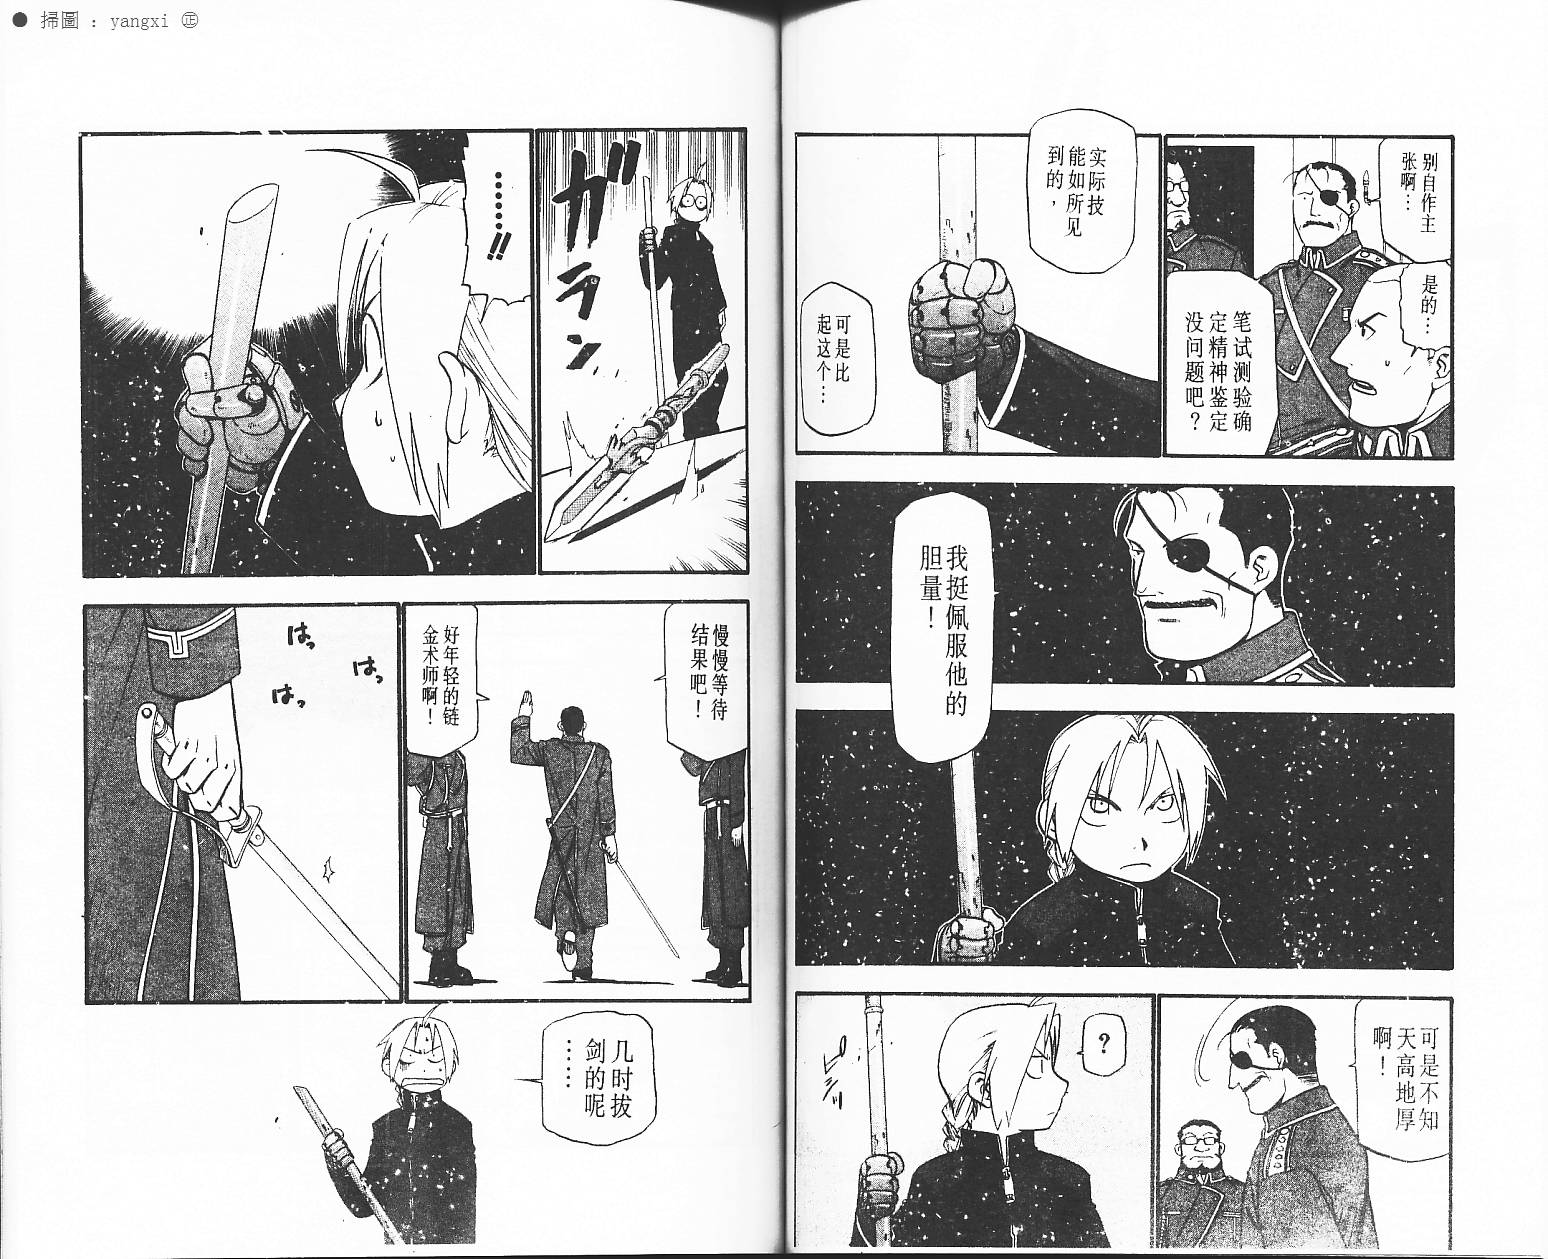 ● 掃圖 : yangxi ㊣
别自作主
张啊…
是的…
笔试测验确
定精神鉴定
没问题吧?
实际技
能如所见
到的,
可是比
起这个…
我挺佩服他的
胆量!
可是不知
天高地厚
啊!
?
ガラン
……!!
慢慢等待
结果吧!
好年轻的链
金术师啊!
はっ
はっ
はっ
几时拔
剑的呢
……